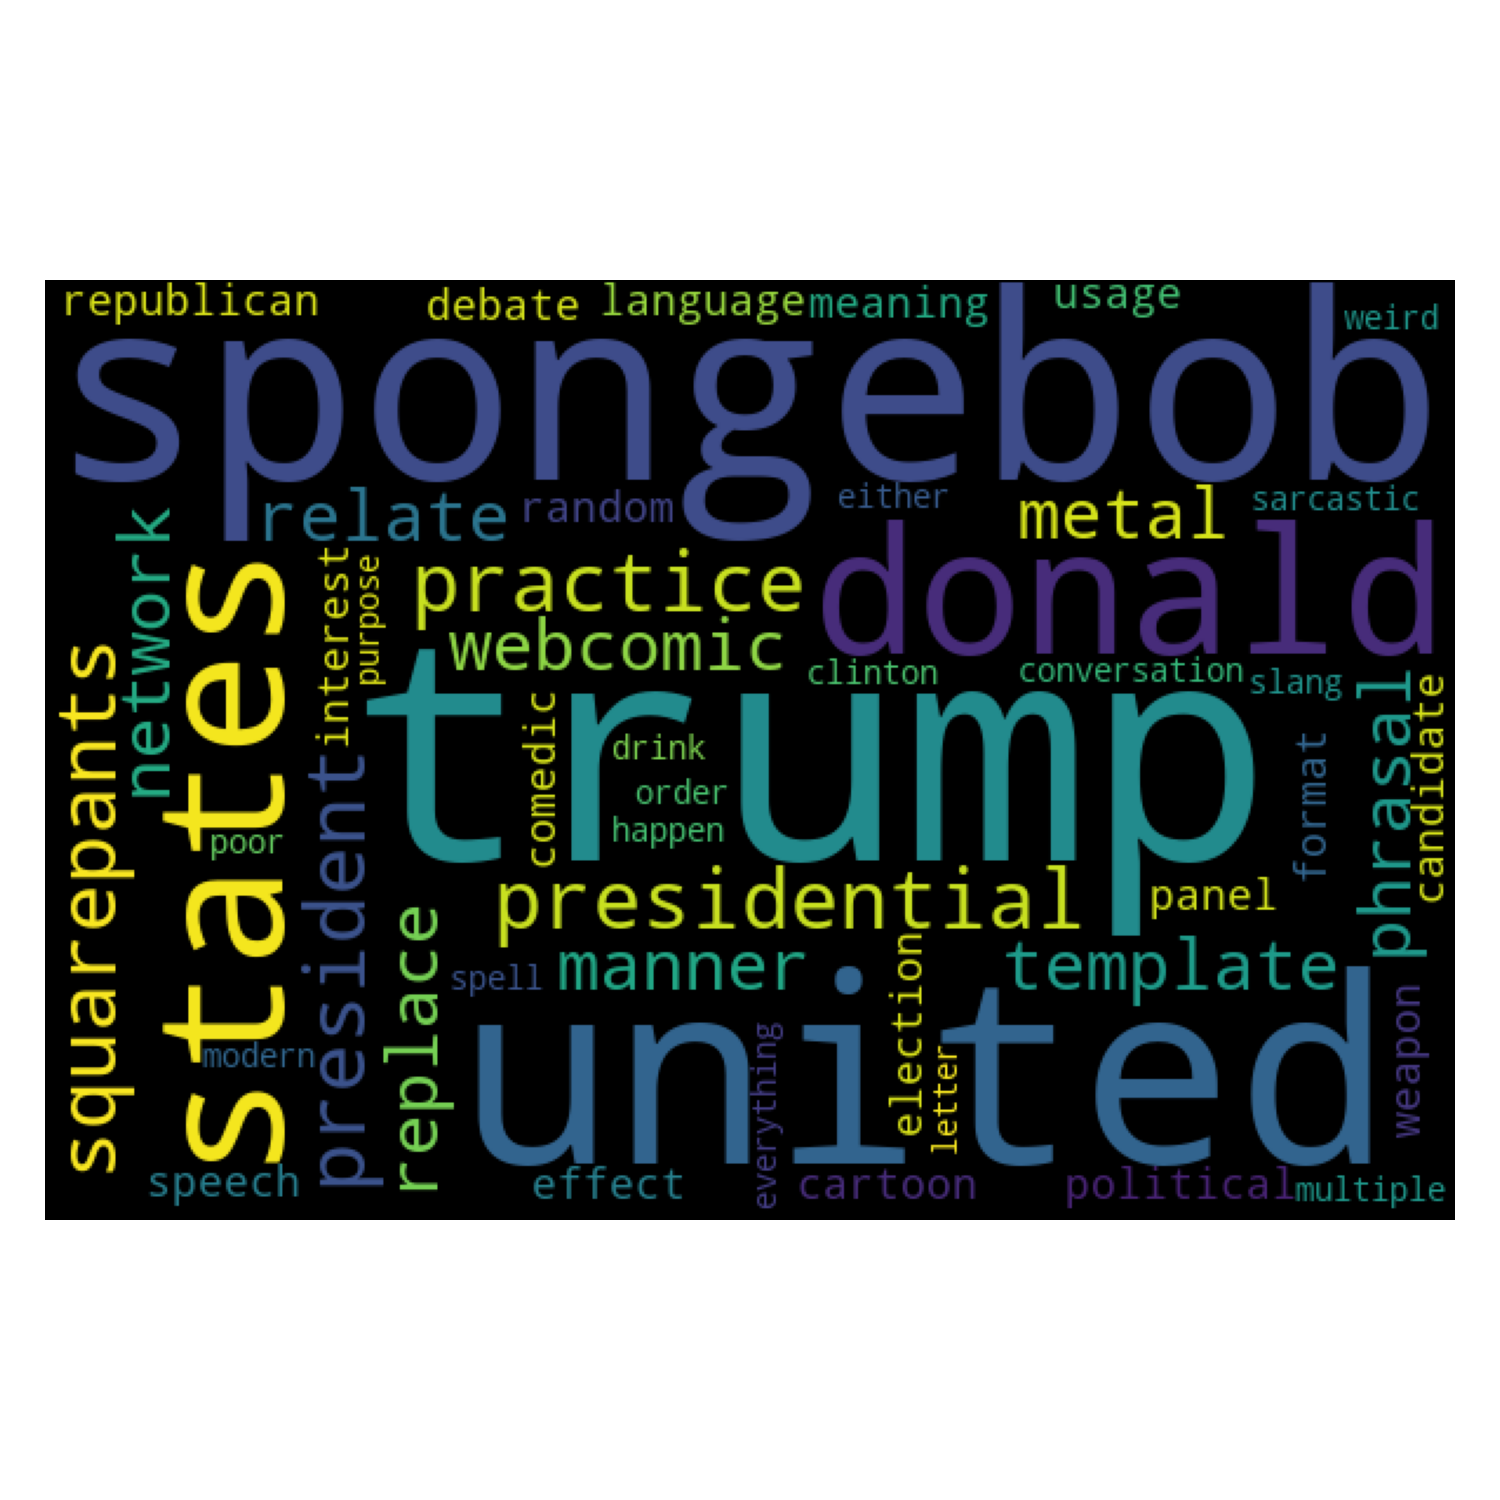 republican
debate
language
meaning
usage
weird
spongebob
relate
random
either
metal
sarcastic
network
states
interest
purpose
practice
donald
webcomic
clinton
conversation
slang
squarepants
trump
phrasal
candidate
comedic
drink
order
happen
format
poor
president
presidential
panel
replace
spell
manner
election
template
united
weapon
modern
everything
letter
speech
effect
cartoon
political
multiple